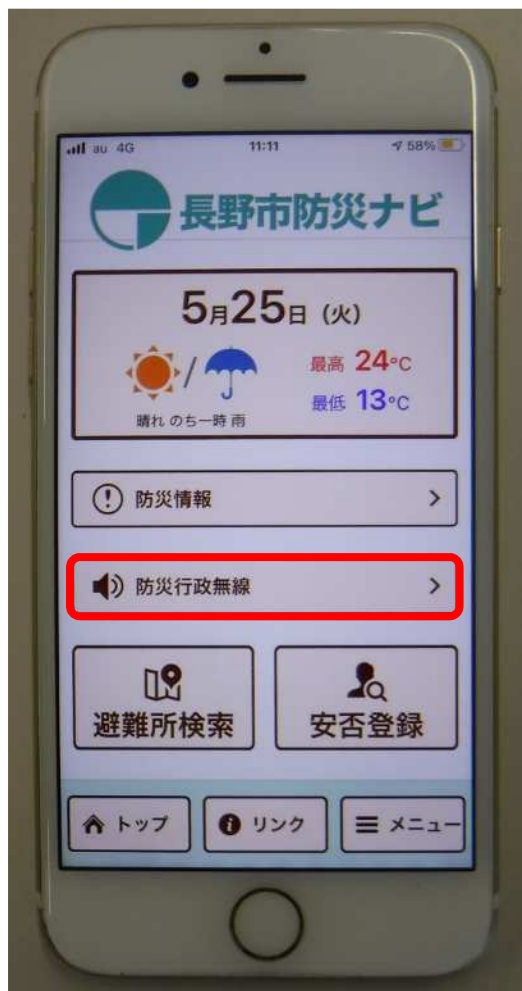 au 4G 11:11 58%
長野市防災ナビ
5月25日（火）
最高 24℃
最低 13℃
晴れ のち一時 雨
防災情報
防災行政無線
避難所検索 安否登録
トップ リンク メニュー